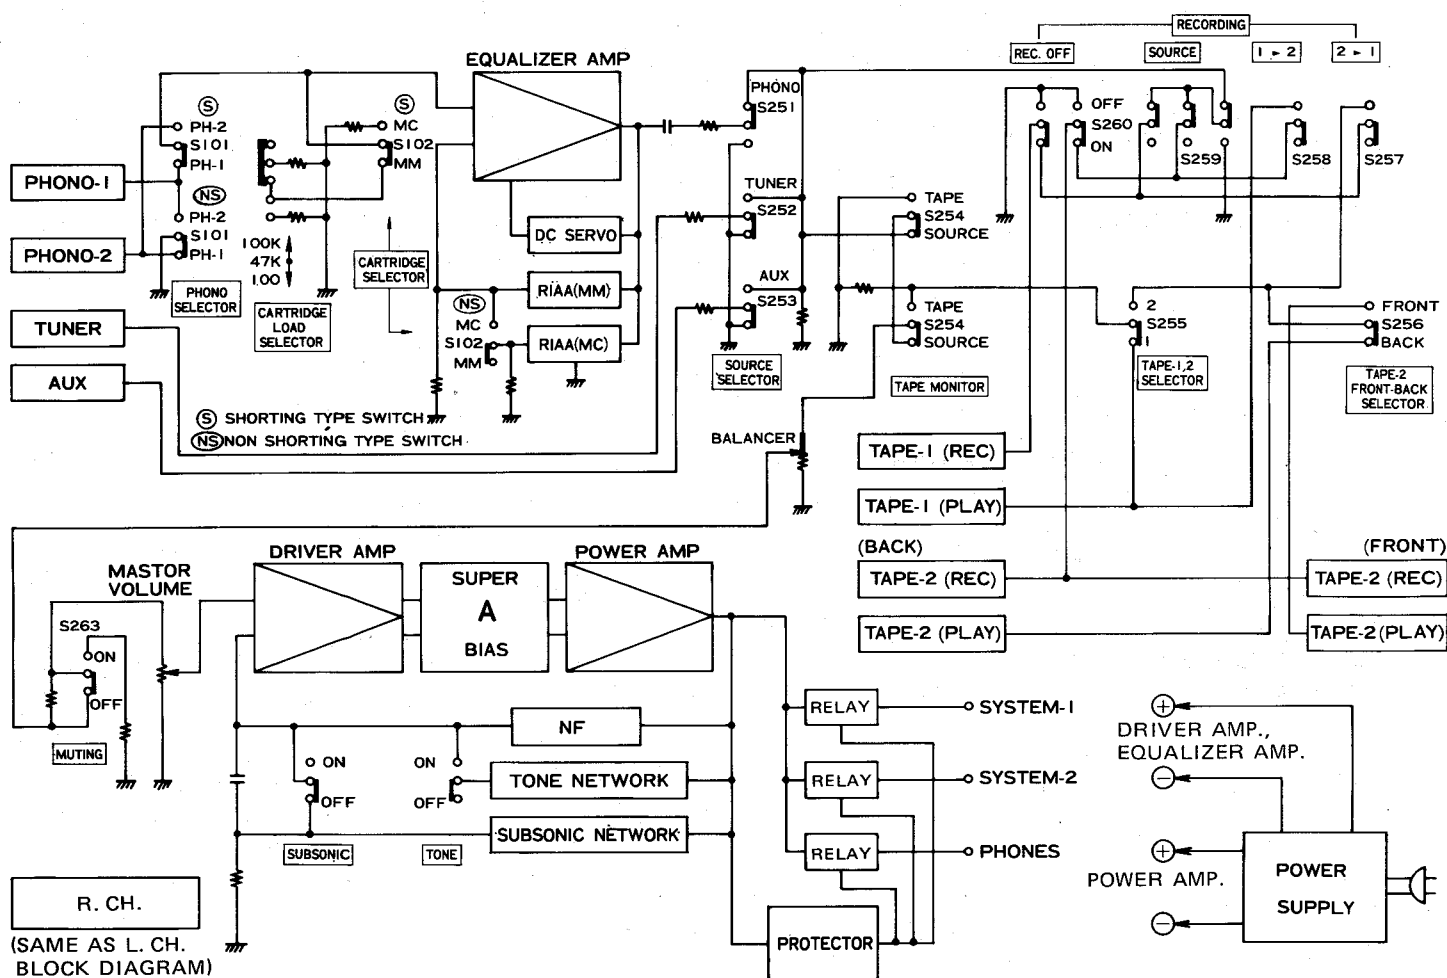 RECORDING
REC. OFF
SOURCE
1 ► 2
2 ► 1
EQUALIZER AMP
PHONO
S251
OFF
S260
ON
S259
S258
S257
S
PH-2
S101
PH-1
NS
PH-2
S101
PH-1
S
MC
S102
MM
PHONO-1
PHONO-2
TUNER
AUX
PHONO
SELECTOR
100K
47K
100
CARTRIDGE
LOAD
SELECTOR
CARTRIDGE
SELECTOR
DC SERVO
RIAA(MM)
RIAA(MC)
NS
MC
S102
MM
TUNER
S252
AUX
S253
SOURCE
SELECTOR
TAPE
S254
SOURCE
TAPE
S254
SOURCE
TAPE MONITOR
2
S255
1
TAPE-1,2
SELECTOR
FRONT
S256
BACK
TAPE-2
FRONT-BACK
SELECTOR
S SHORTING TYPE SWITCH
NS NON SHORTING TYPE SWITCH
BALANCER
TAPE-1 (REC)
TAPE-1 (PLAY)
(BACK)
TAPE-2 (REC)
TAPE-2 (PLAY)
(FRONT)
TAPE-2 (REC)
TAPE-2 (PLAY)
DRIVER AMP
POWER AMP
SUPER
A
BIAS
MASTOR
VOLUME
S263
ON
OFF
MUTING
NF
TONE NETWORK
SUBSONIC NETWORK
ON
OFF
SUBSONIC
ON
OFF
TONE
RELAY
SYSTEM-1
RELAY
SYSTEM-2
RELAY
PHONES
PROTECTOR
+
DRIVER AMP.,
EQUALIZER AMP.
−
+
POWER AMP.
−
POWER
SUPPLY
R. CH.
(SAME AS L. CH.
BLOCK DIAGRAM)